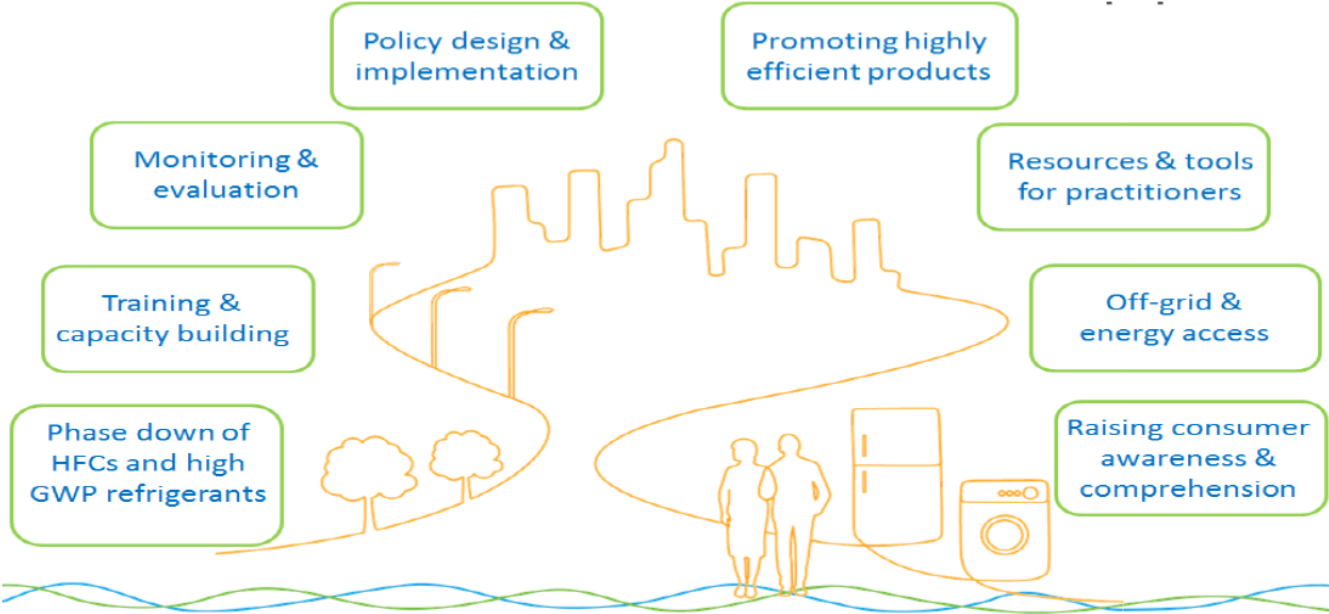 Policy design &
implementation
Promoting highly
efficient products
Monitoring &
evaluation
Resources & tools
for practitioners
Training &
capacity building
Off-grid &
energy access
Phase down of
HFCs and high
GWP refrigerants
Raising consumer
awareness &
comprehension